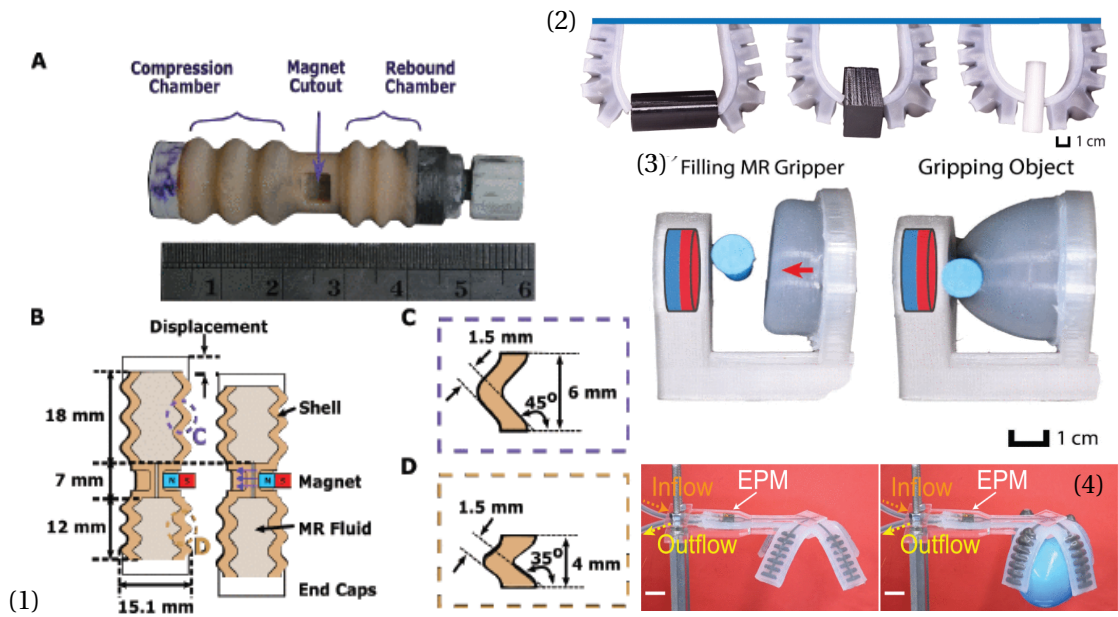 (2)
A
Compression
Chamber
Magnet
Cutout
Rebound
Chamber
1 2 3 4 5 6
1 cm
(3)
Filling MR Gripper
Gripping Object
1 cm
B
Displacement
18 mm
7 mm
12 mm
15.1 mm
Shell
C
N S
N S
Magnet
D
MR Fluid
End Caps
(1)
C
1.5 mm
45°
6 mm
D
1.5 mm
35°
4 mm
Inflow
EPM
Outflow
Inflow
EPM
(4)
Outflow